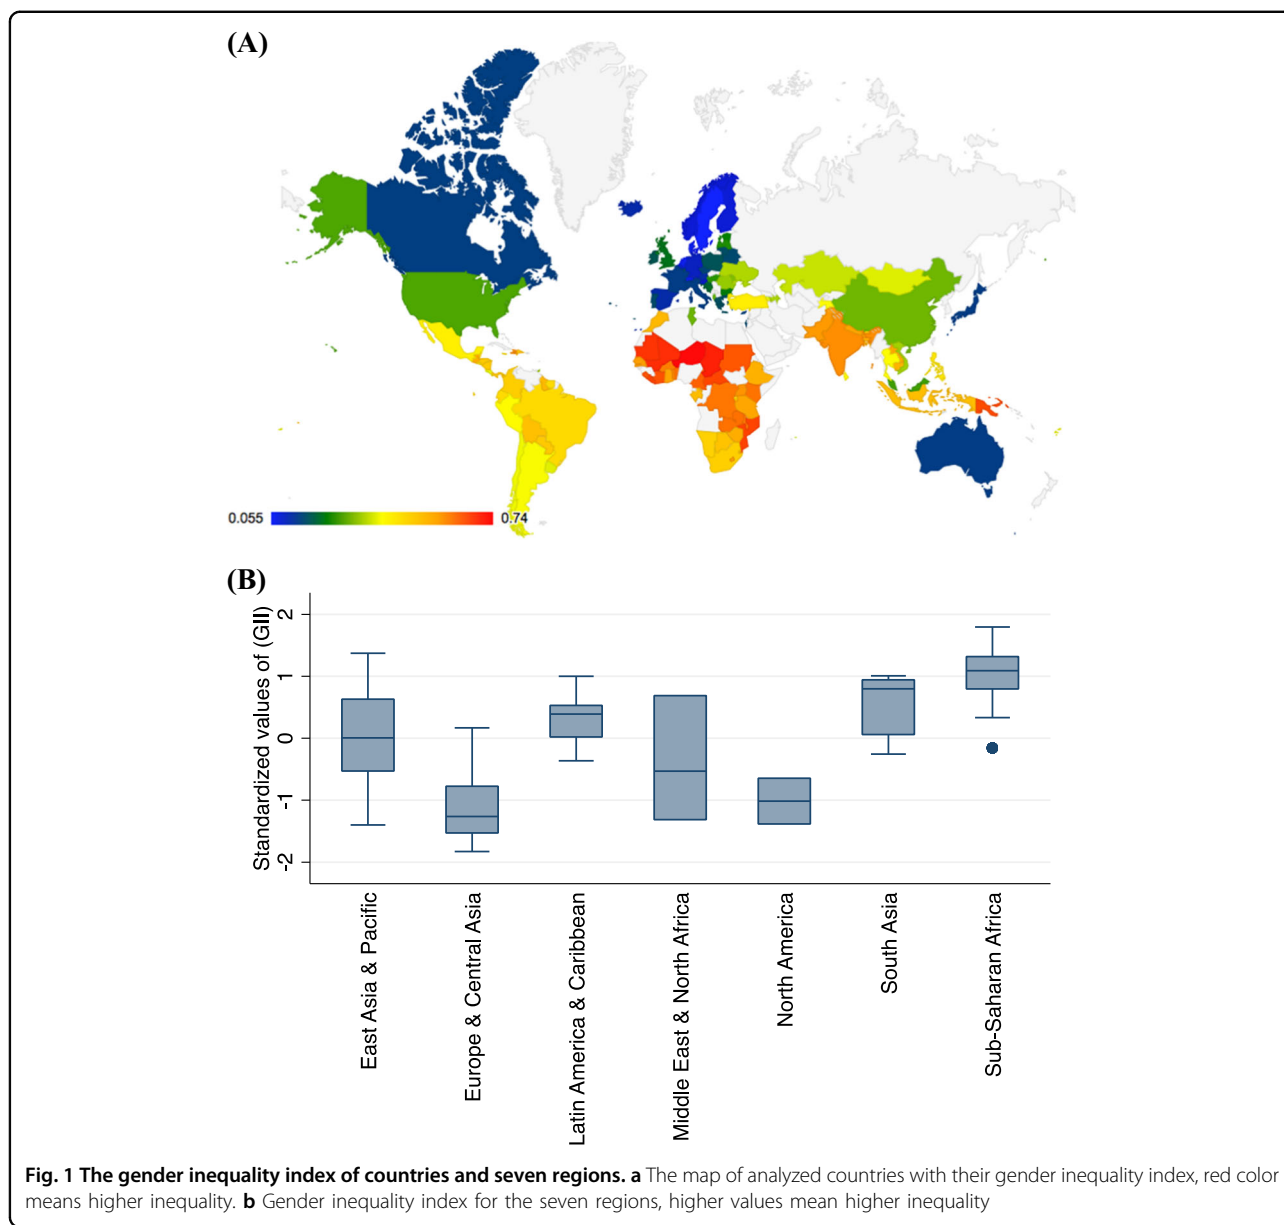 (A)
0.055
0.74
(B)
Standardized values of (GII)
2
1
0
-1
-2
East Asia & Pacific
Europe & Central Asia
Latin America & Caribbean
Middle East & North Africa
North America
South Asia
Sub-Saharan Africa
Fig. 1 The gender inequality index of countries and seven regions. a The map of analyzed countries with their gender inequality index, red color
means higher inequality. b Gender inequality index for the seven regions, higher values mean higher inequality